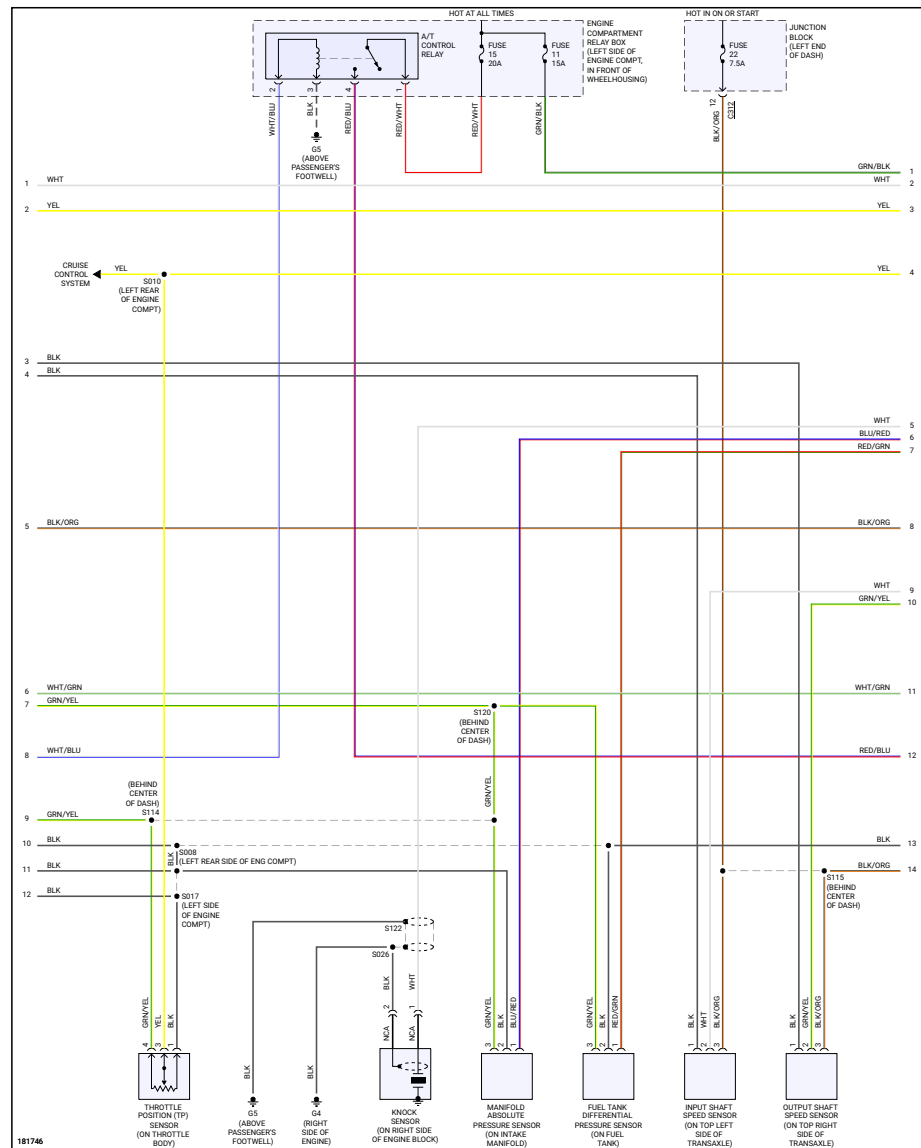 HOT AT ALL TIMES
HOT IN ON OR START
A/T
CONTROL
RELAY
FUSE
15
20A
FUSE
11
15A
ENGINE
COMPARTMENT
RELAY BOX
(LEFT SIDE OF
ENGINE COMPT,
IN FRONT OF
WHEELHOUSING)
FUSE
22
7.5A
JUNCTION
BLOCK
(LEFT END
OF DASH)
2
3
4
1
12
C312
WHT/BLU
BLK
RED/BLU
RED/WHT
RED/WHT
GRN/BLK
BLK/ORG
G5
(ABOVE
PASSENGER'S
FOOTWELL)
GRN/BLK 1
1 WHT
WHT 2
2 YEL
YEL 3
CRUISE
CONTROL
SYSTEM
YEL
S010
(LEFT REAR
OF ENGINE
COMPT)
YEL 4
3 BLK
4 BLK
WHT 5
BLU/RED 6
RED/GRN 7
5 BLK/ORG
BLK/ORG 8
WHT 9
GRN/YEL 10
6 WHT/GRN
WHT/GRN 11
7 GRN/YEL
S120
(BEHIND
CENTER
OF DASH)
8 WHT/BLU
RED/BLU 12
(BEHIND
CENTER
OF DASH)
S114
GRN/YEL
9 GRN/YEL
10 BLK
BLK 13
S008
(LEFT REAR SIDE OF ENG COMPT)
BLK
11 BLK
BLK/ORG 14
12 BLK
S017
(LEFT SIDE
OF ENGINE
COMPT)
S115
(BEHIND
CENTER
OF DASH)
S122
S026
BLK
WHT
2
1
NCA
NCA
GRN/YEL
YEL
BLK
4
3
1
BLK
BLK
GRN/YEL
BLK
BLU/RED
3
2
1
GRN/YEL
BLK
RED/GRN
3
2
1
BLK
WHT
BLK/ORG
1
2
3
BLK
GRN/YEL
BLK/ORG
1
2
3
THROTTLE
POSITION (TP)
SENSOR
(ON THROTTLE
BODY)
G5
(ABOVE
PASSENGER'S
FOOTWELL)
G4
(RIGHT
SIDE OF
ENGINE)
KNOCK
SENSOR
(ON RIGHT SIDE
OF ENGINE BLOCK)
MANIFOLD
ABSOLUTE
PRESSURE SENSOR
(ON INTAKE
MANIFOLD)
FUEL TANK
DIFFERENTIAL
PRESSURE SENSOR
(ON FUEL
TANK)
INPUT SHAFT
SPEED SENSOR
(ON TOP LEFT
SIDE OF
TRANSAXLE)
OUTPUT SHAFT
SPEED SENSOR
(ON TOP RIGHT
SIDE OF
TRANSAXLE)
181746